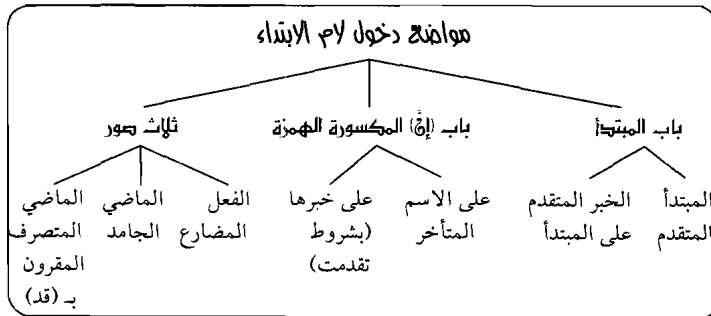 مواضع دخول لام الابتداء
باب المبتدأ
باب (إنَّ) المكسورة الهمزة
ثلاث صور
المبتدأ
المتقدم
الخبر المتقدم
على المبتدأ
على الاسم
المتأخر
على خبرها
(بشروط
تقدمت)
الفعل
المضارع
الماضي
الجامد
الماضي
المتصرف
المقرون
بـ (قد)